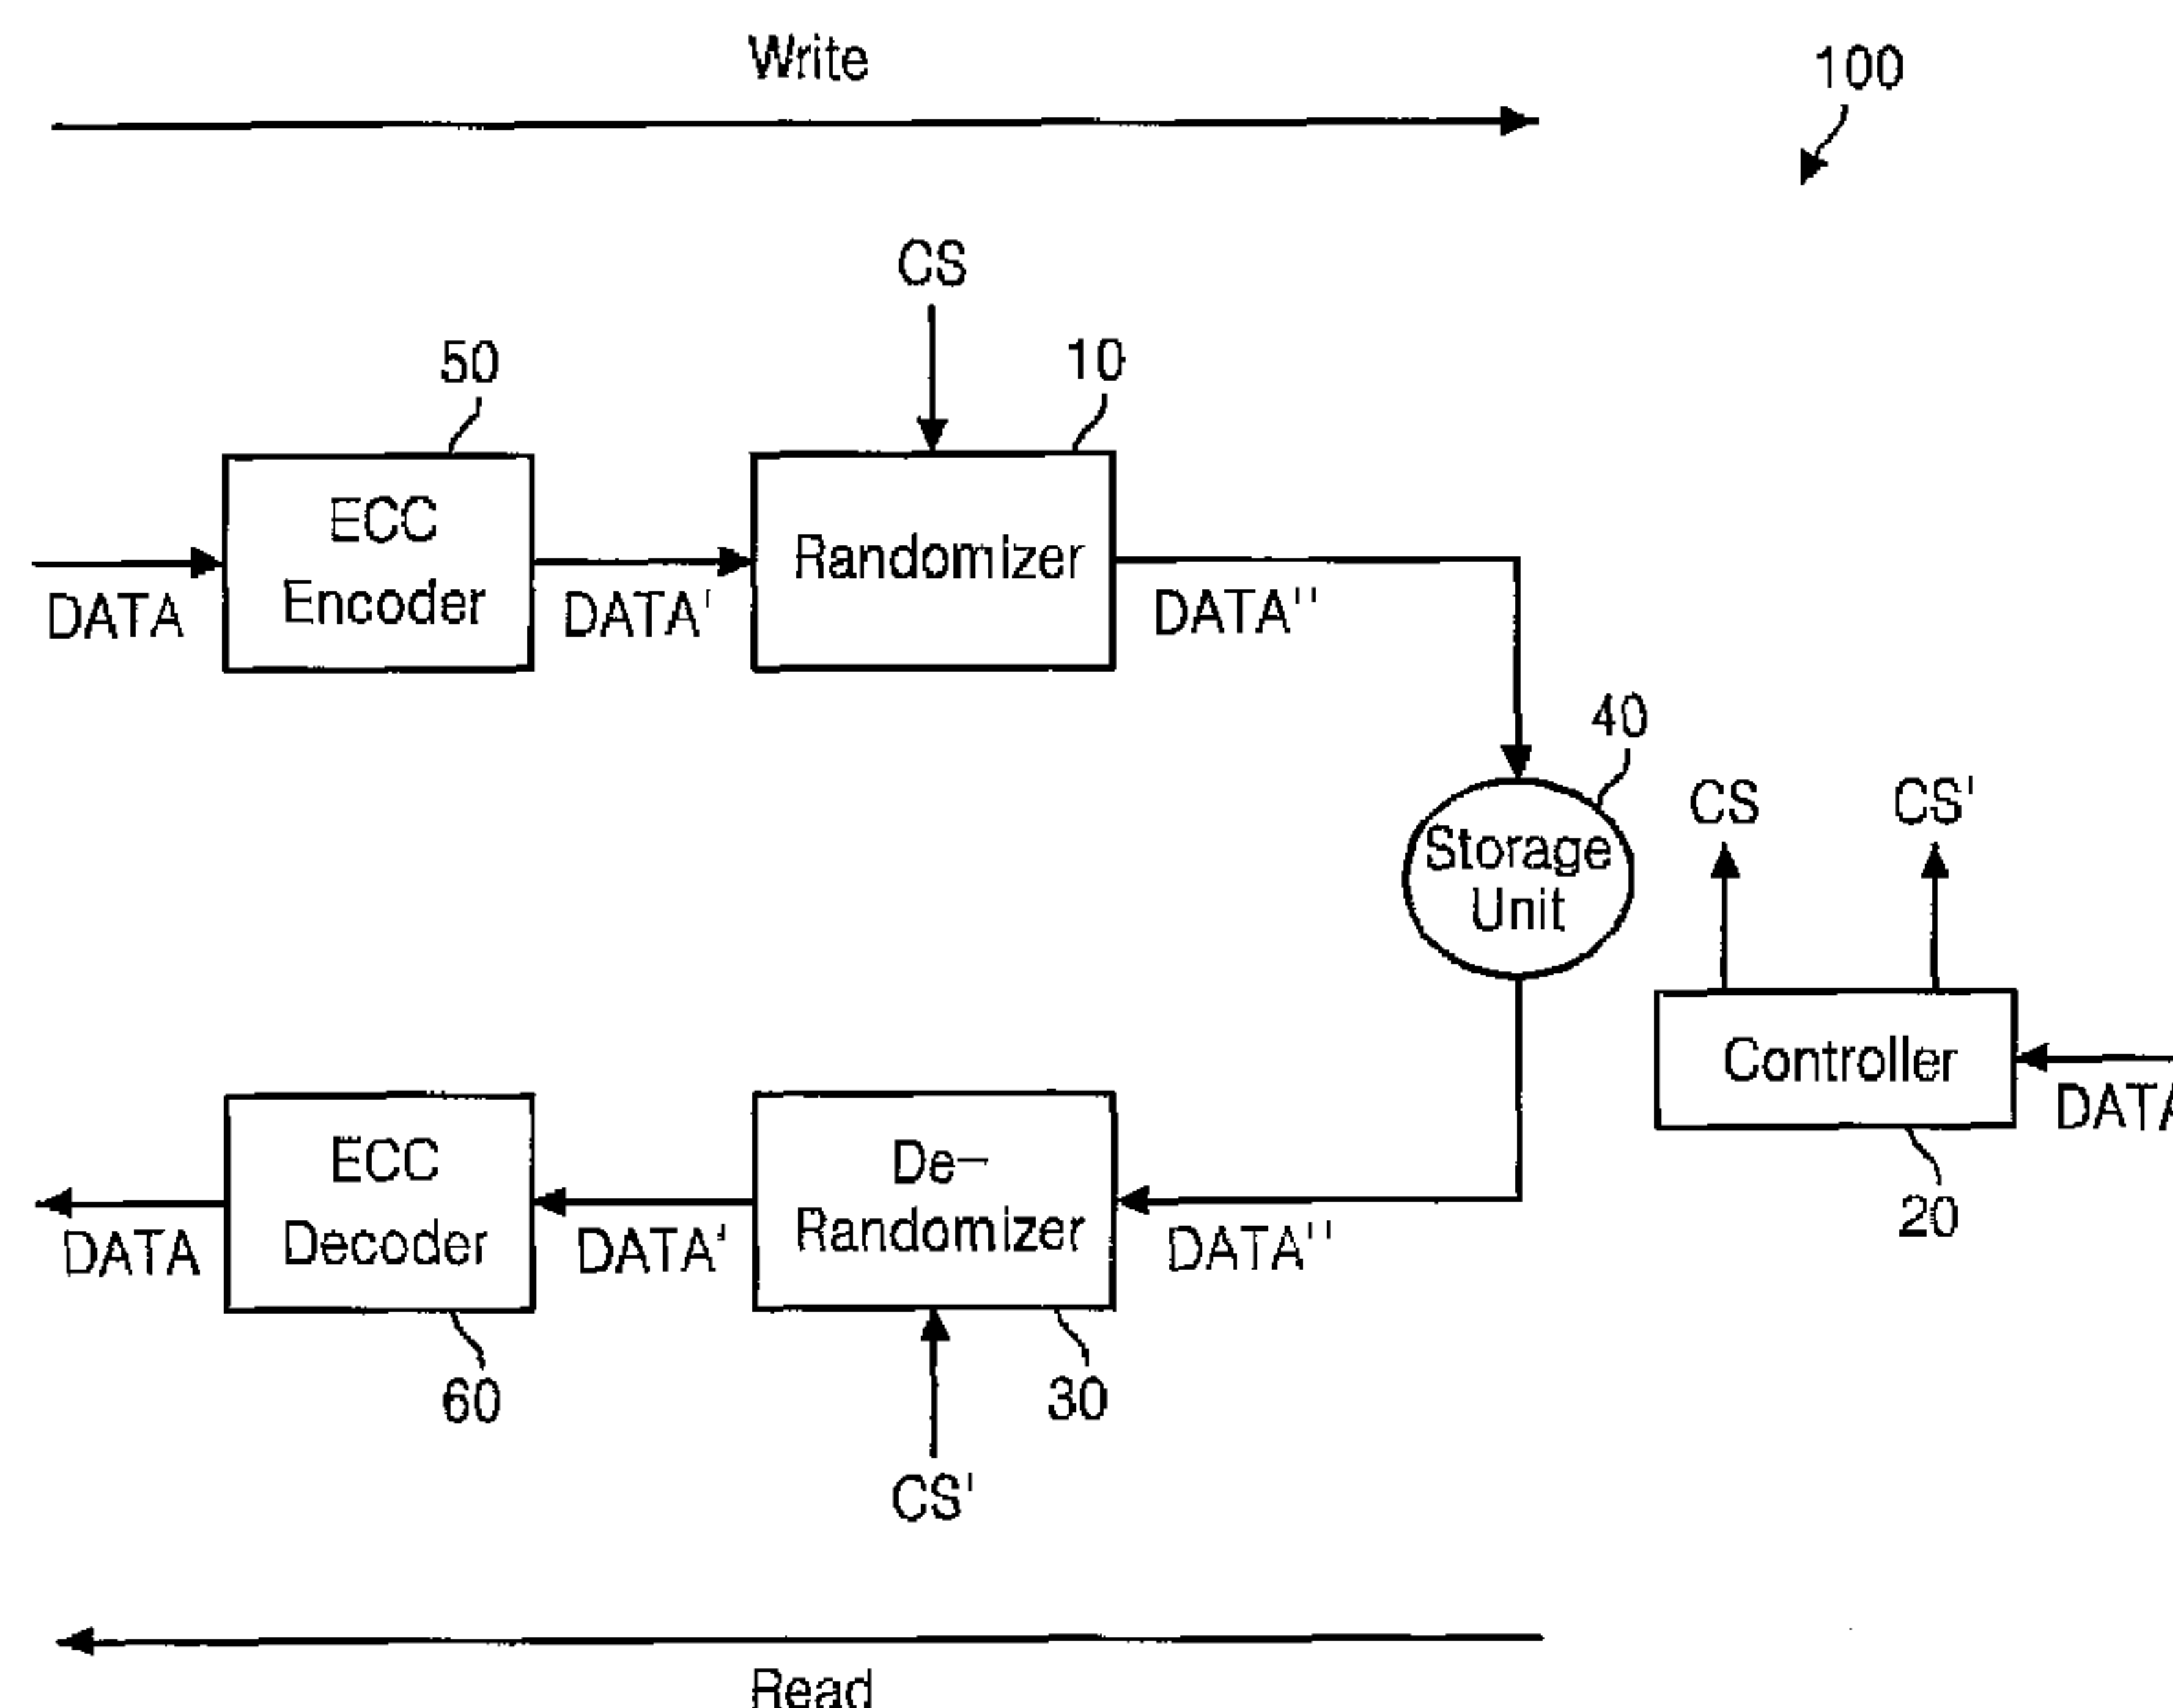 Write
100
CS
50
10
ECC
Encoder
Randomizer
DATA
DATA'
DATA''
40
Storage
Unit
CS
CS'
Controller
DATA
20
ECC
Decoder
De-
Randomizer
DATA
DATA'
DATA''
60
30
CS'
Read